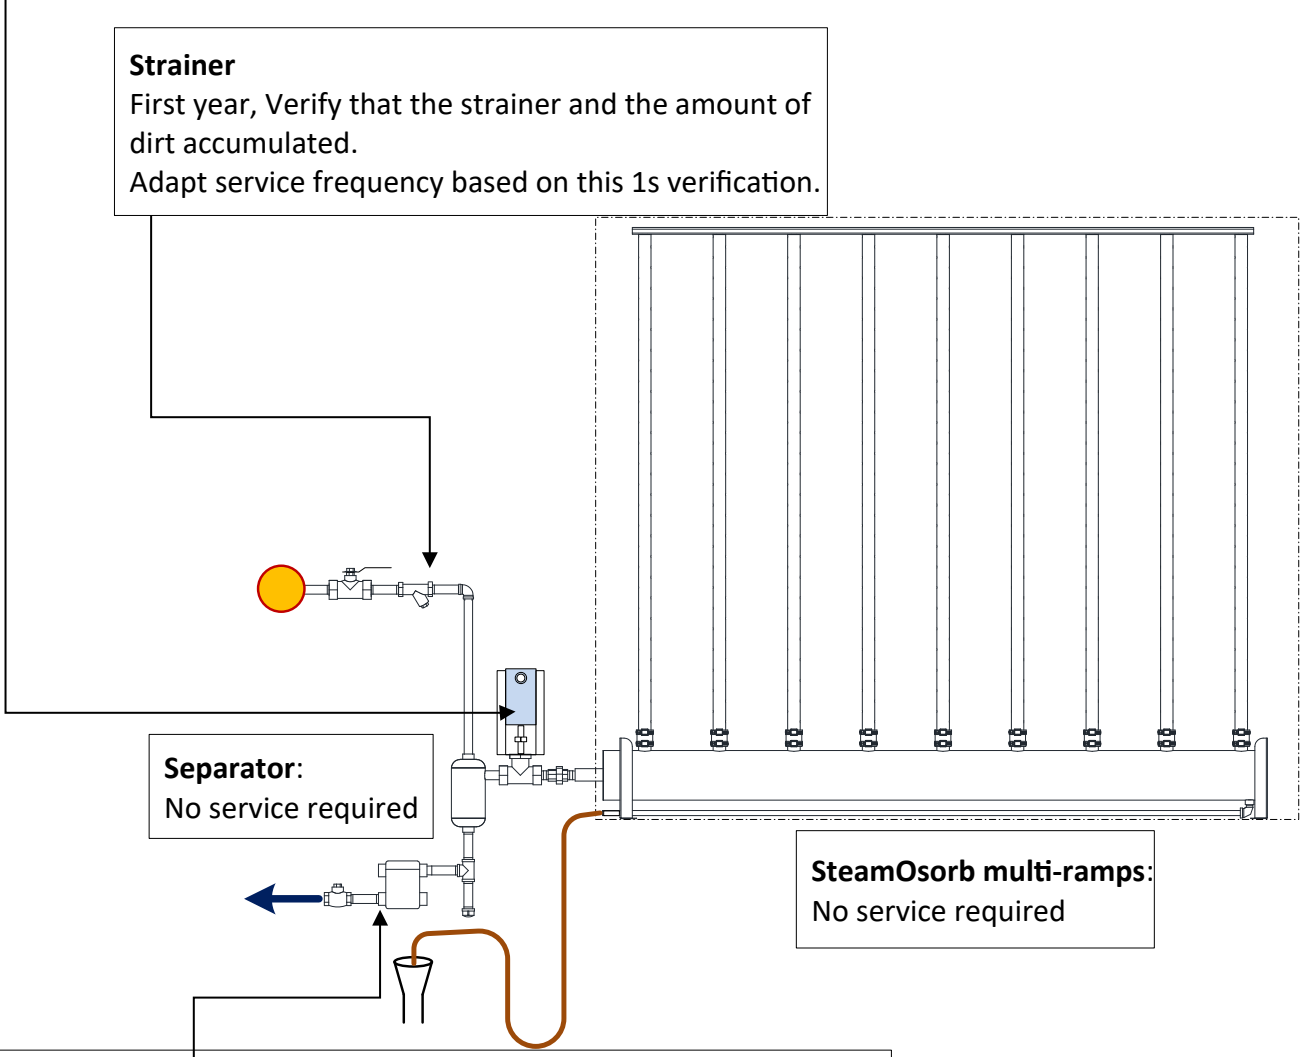 Strainer
First year, Verify that the strainer and the amount of
dirt accumulated.
Adapt service frequency based on this 1s verification.
Separator:
No service required
SteamOsorb multi-ramps:
No service required